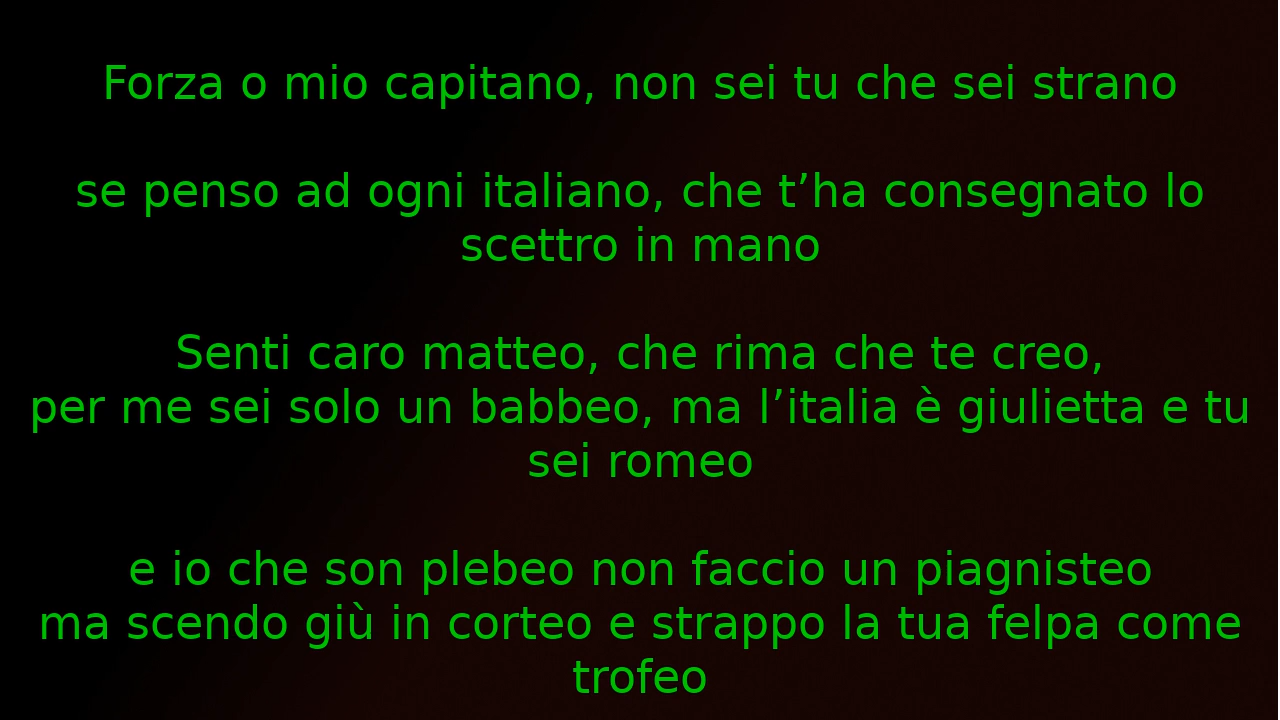 Forza o mio capitano, non sei tu che sei strano
se penso ad ogni italiano, che t’ha consegnato lo
scettro in mano
Senti caro matteo, che rima che te creo,
per me sei solo un babbeo, ma l’italia è giulietta e tu
sei romeo
e io che son plebeo non faccio un piagnisteo
ma scendo giù in corteo e strappo la tua felpa come
trofeo